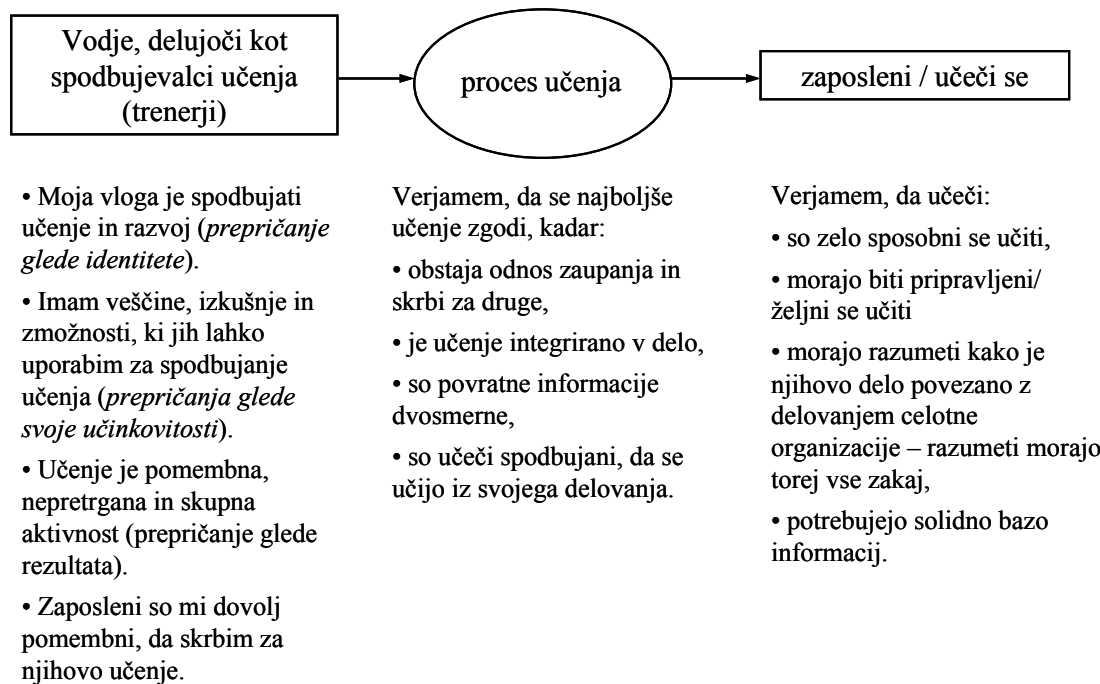 Vodje, delujoči kot
spodbujevalci učenja
(trenerji)
proces učenja
zaposleni / učeči se
• Moja vloga je spodbujati
učenje in razvoj (prepričanje
glede identitete).
• Imam veščine, izkušnje in
zmožnosti, ki jih lahko
uporabim za spodbujanje
učenja (prepričanja glede
svoje učinkovitosti).
• Učenje je pomembna,
nepretrgana in skupna
aktivnost (prepričanje glede
rezultata).
• Zaposleni so mi dovolj
pomembni, da skrbim za
njihovo učenje.
Verjamem, da se najboljše
učenje zgodi, kadar:
• obstaja odnos zaupanja in
skrbi za druge,
• je učenje integrirano v delo,
• so povratne informacije
dvosmerne,
• so učeči spodbujani, da se
učijo iz svojega delovanja.
Verjamem, da učeči:
• so zelo sposobni se učiti,
• morajo biti pripravljeni/
željni se učiti
• morajo razumeti kako je
njihovo delo povezano z
delovanjem celotne
organizacije – razumeti morajo
torej vse zakaj,
• potrebujejo solidno bazo
informacij.